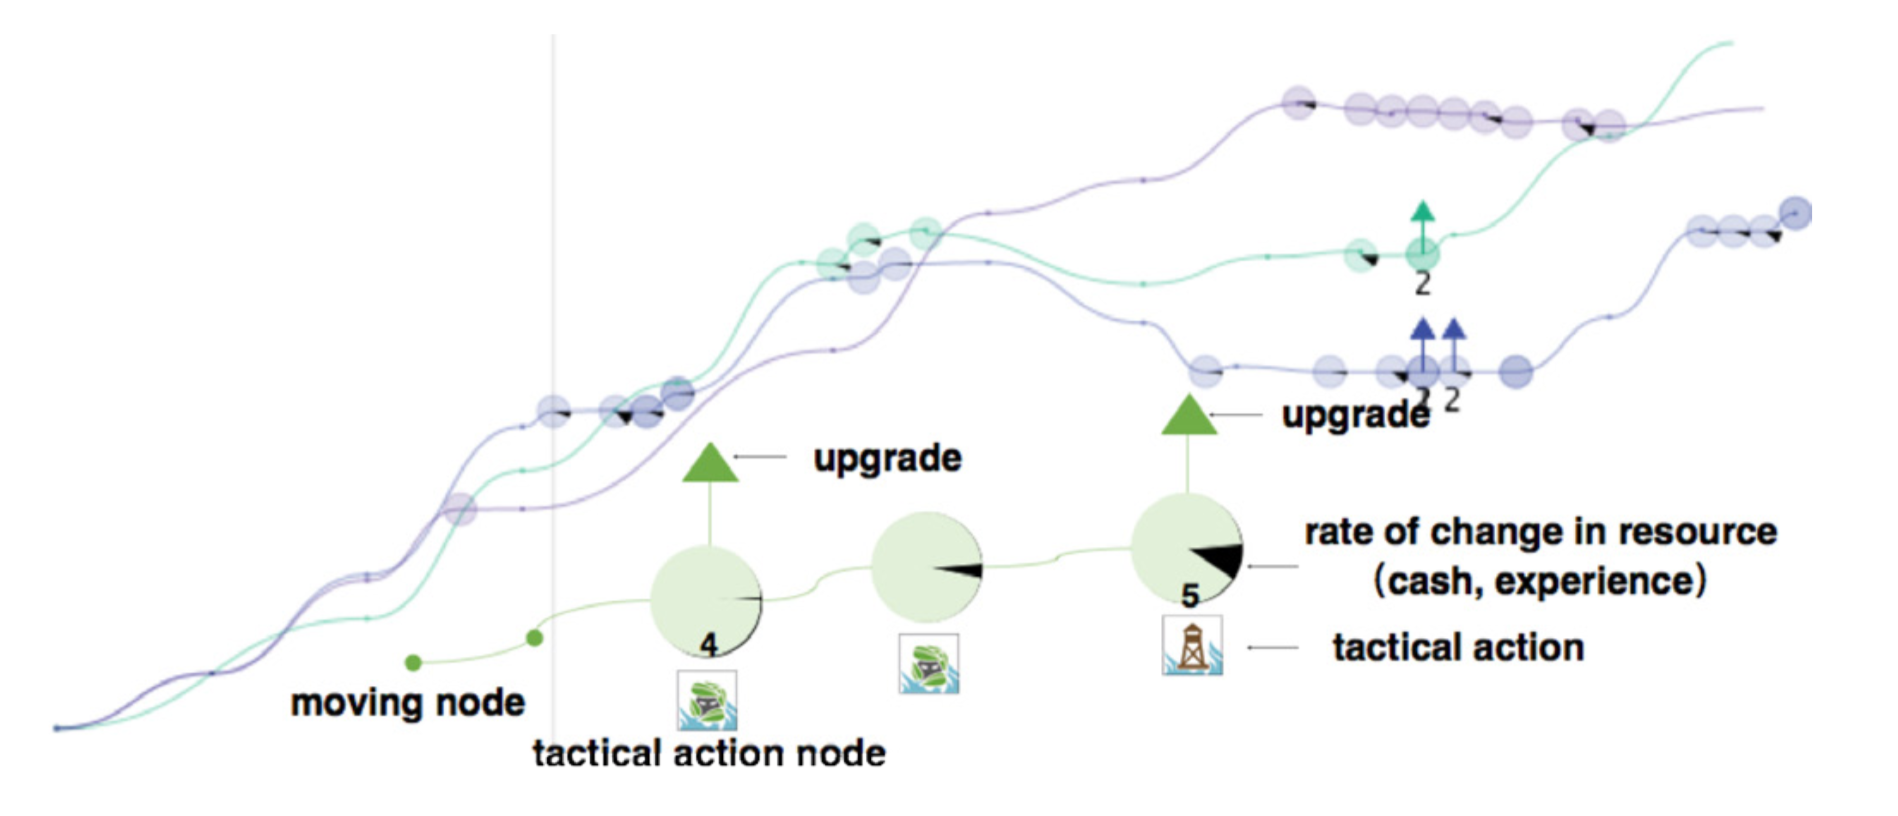 2
2
2
upgrade
upgrade
rate of change in resource
(cash, experience)
5
4
tactical action
moving node
tactical action node